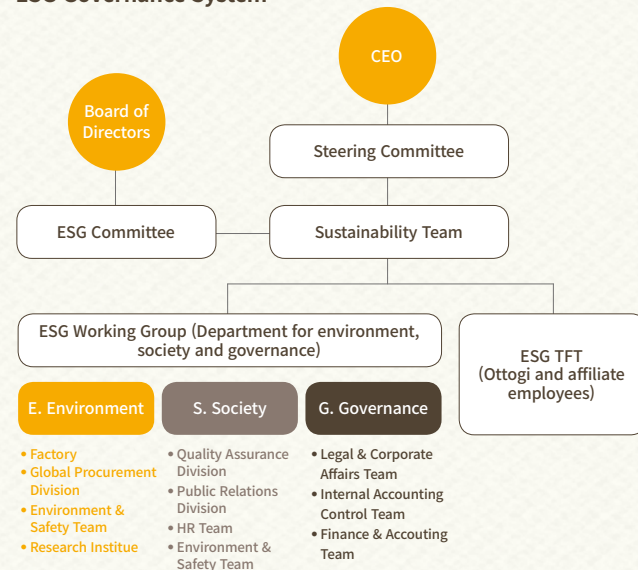 ESG Governance System
CEO
Board of
Directors
Steering Committee
ESG Committee
Sustainability Team
ESG Working Group (Department for environment,
society and governance)
ESG TFT
(Ottogi and affiliate
employees)
E. Environment
S. Society
G. Governance
• Factory
• Global Procurement
Division
• Environment &
Safety Team
• Research Institue
• Quality Assurance
Division
• Public Relations
Division
• HR Team
• Environment &
Safety Team
• Legal & Corporate
Affairs Team
• Internal Accounting
Control Team
• Finance & Accouting
Team